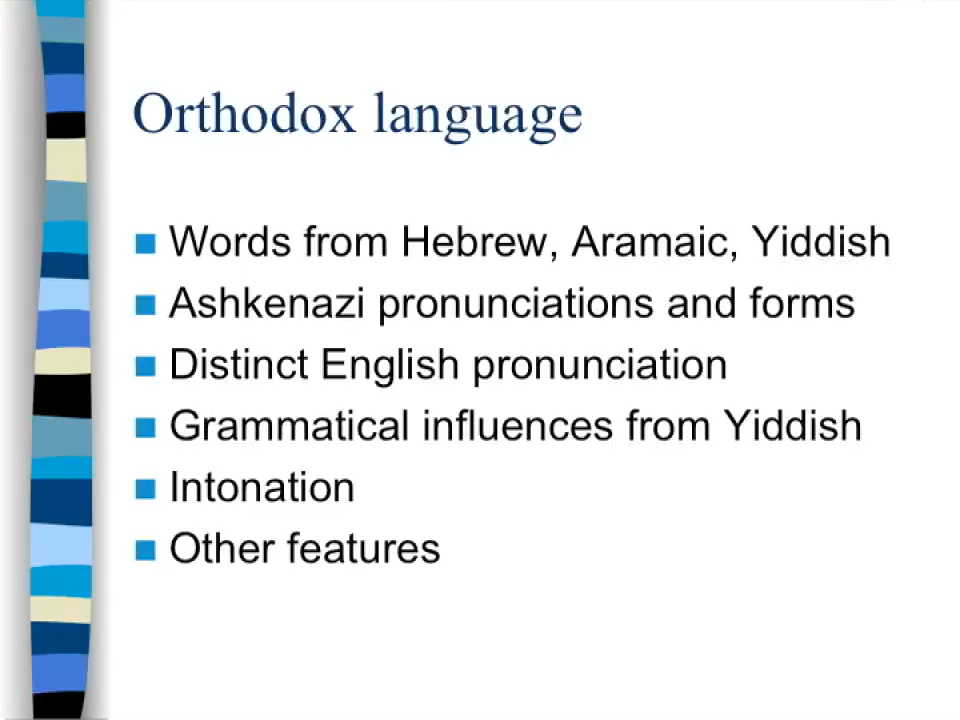 Orthodox language
Words from Hebrew, Aramaic, Yiddish
Ashkenazi pronunciations and forms
Distinct English pronunciation
Grammatical influences from Yiddish
Intonation
Other features